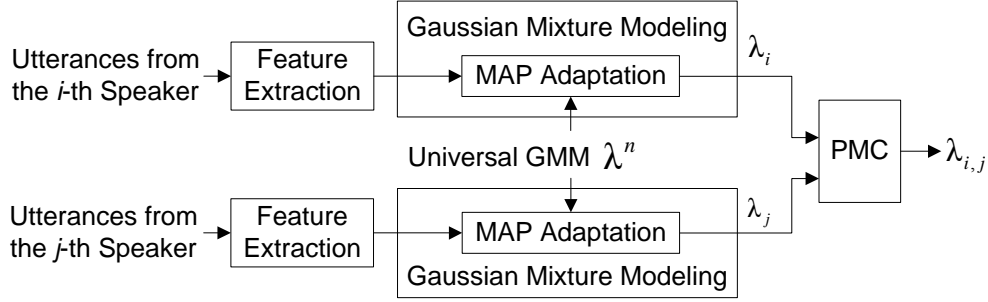 Gaussian Mixture Modeling
Utterances from
the i-th Speaker
Feature
Extraction
MAP Adaptation
λi
Universal GMM λn
PMC
λi,j
Utterances from
the j-th Speaker
Feature
Extraction
MAP Adaptation
λj
Gaussian Mixture Modeling